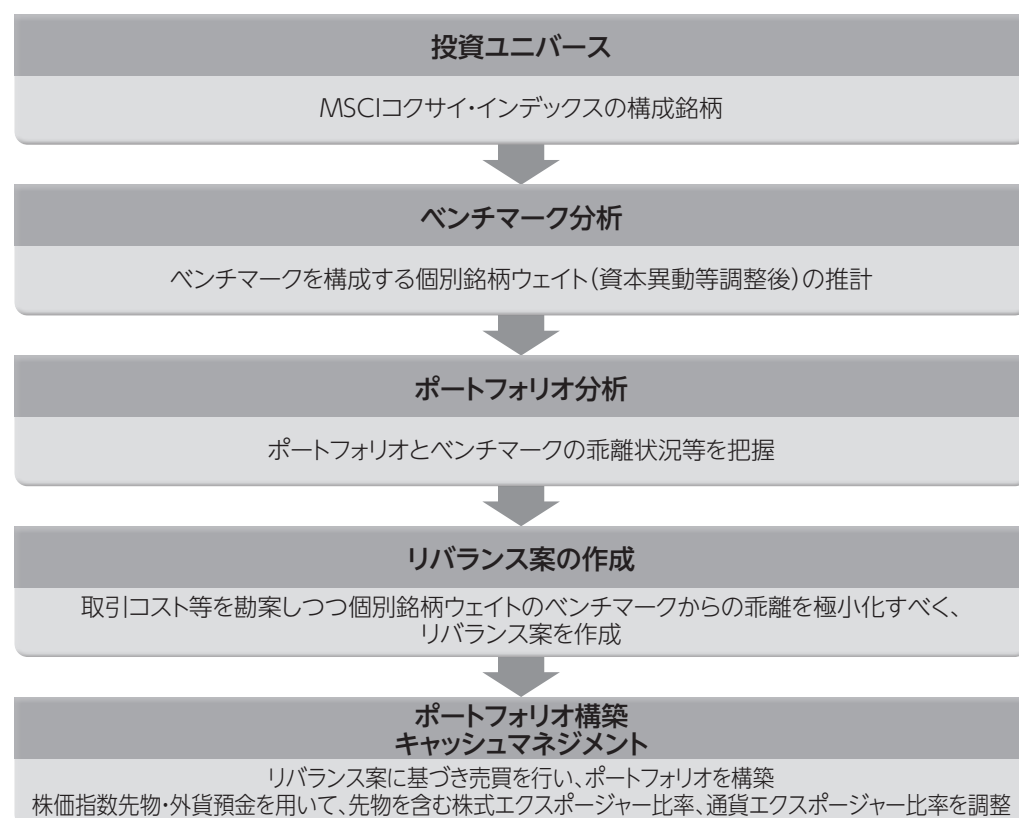 投資ユニバース
MSCIコクサイ・インデックスの構成銘柄
ベンチマーク分析
ベンチマークを構成する個別銘柄ウェイト(資本異動等調整後)の推計
ポートフォリオ分析
ポートフォリオとベンチマークの乖離状況等を把握
リバランス案の作成
取引コスト等を勘案しつつ個別銘柄ウェイトのベンチマークからの乖離を極小化すべく、
リバランス案を作成
ポートフォリオ構築
キャッシュマネジメント
リバランス案に基づき売買を行い、ポートフォリオを構築
株価指数先物・外貨預金を用いて、先物を含む株式エクスポージャー比率、通貨エクスポージャー比率を調整